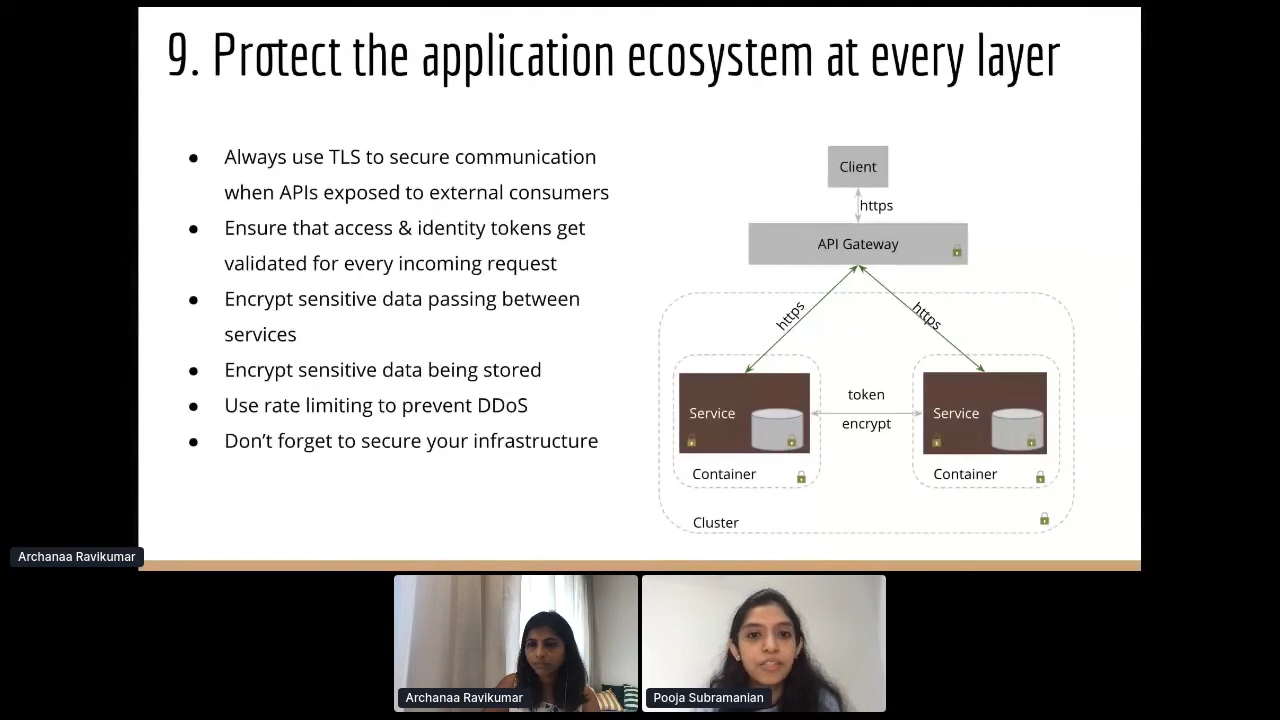 9. Protect the application ecosystem at every layer
● Always use TLS to secure communication
when APIs exposed to external consumers
● Ensure that access & identity tokens get
validated for every incoming request
● Encrypt sensitive data passing between
services
● Encrypt sensitive data being stored
● Use rate limiting to prevent DDoS
● Don’t forget to secure your infrastructure
Client
https
API Gateway
https
https
Service
token
encrypt
Service
Container
Container
Cluster
Archanaa Ravikumar
Archanaa Ravikumar
Pooja Subramanian